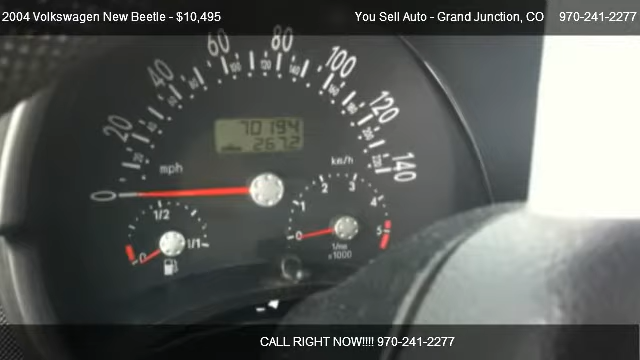 2004 Volkswagen New Beetle - $10,495 You Sell Auto - Grand Junction, CO 970-241-2277
0 20 40 60 80 100 120 140
70194
267.2
mph km/h
0 1/2 1/1
0 1 2 3 4 5
1/min
x1000
CALL RIGHT NOW!!!! 970-241-2277